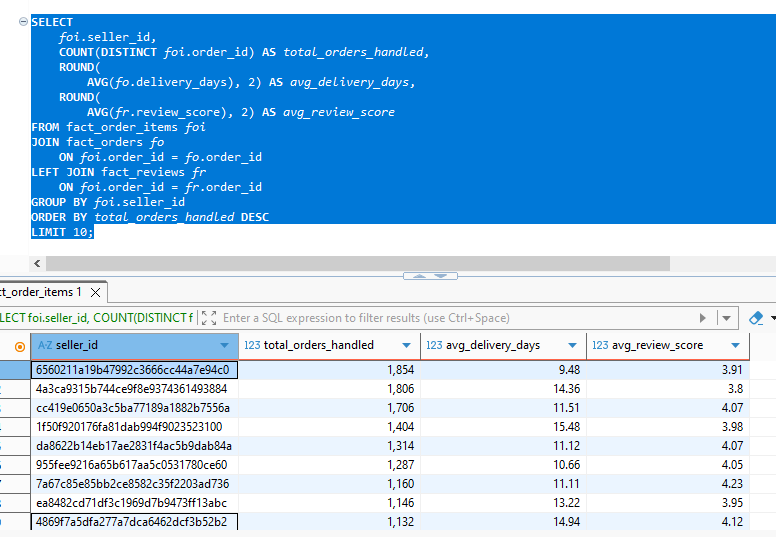 SELECT
foi.seller_id,
COUNT(DISTINCT foi.order_id) AS total_orders_handled,
ROUND(
AVG(fo.delivery_days), 2) AS avg_delivery_days,
ROUND(
AVG(fr.review_score), 2) AS avg_review_score
FROM fact_order_items foi
JOIN fact_orders fo
ON foi.order_id = fo.order_id
LEFT JOIN fact_reviews fr
ON foi.order_id = fr.order_id
GROUP BY foi.seller_id
ORDER BY total_orders_handled DESC
LIMIT 10;
ct_order_items 1
LECT foi.seller_id, COUNT(DISTINCT f Enter a SQL expression to filter results (use Ctrl+Space)
A-Z seller_id 123 total_orders_handled 123 avg_delivery_days 123 avg_review_score
6560211a19b47992c3666cc44a7e94c0 1,854 9.48 3.91
4a3ca9315b744ce9f8e9374361493884 1,806 14.36 3.8
cc419e0650a3c5ba77189a1882b7556a 1,706 11.51 4.07
1f50f920176fa81dab994f9023523100 1,404 15.48 3.98
da8622b14eb17ae2831f4ac5b9dab84a 1,314 11.12 4.07
955fee9216a65b617aa5c0531780ce60 1,287 10.66 4.05
7a67c85e85bb2ce8582c35f2203ad736 1,160 11.11 4.23
ea8482cd71df3c1969d7b9473ff13abc 1,146 13.22 3.95
4869f7a5dfa277a7dca6462dcf3b52b2 1,132 14.94 4.12